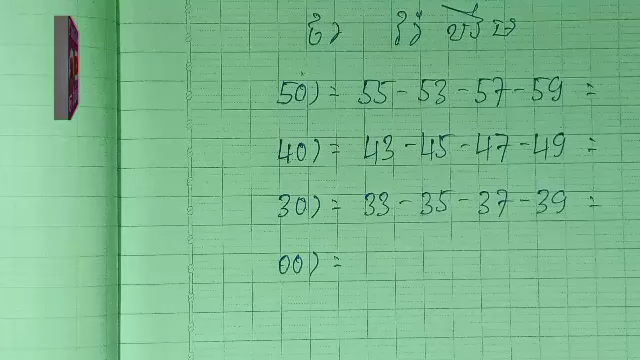 50) = 55 - 53 - 57 - 59 =
40) = 43 - 45 - 47 - 49 =
30) = 33 - 35 - 37 - 39 =
00) =